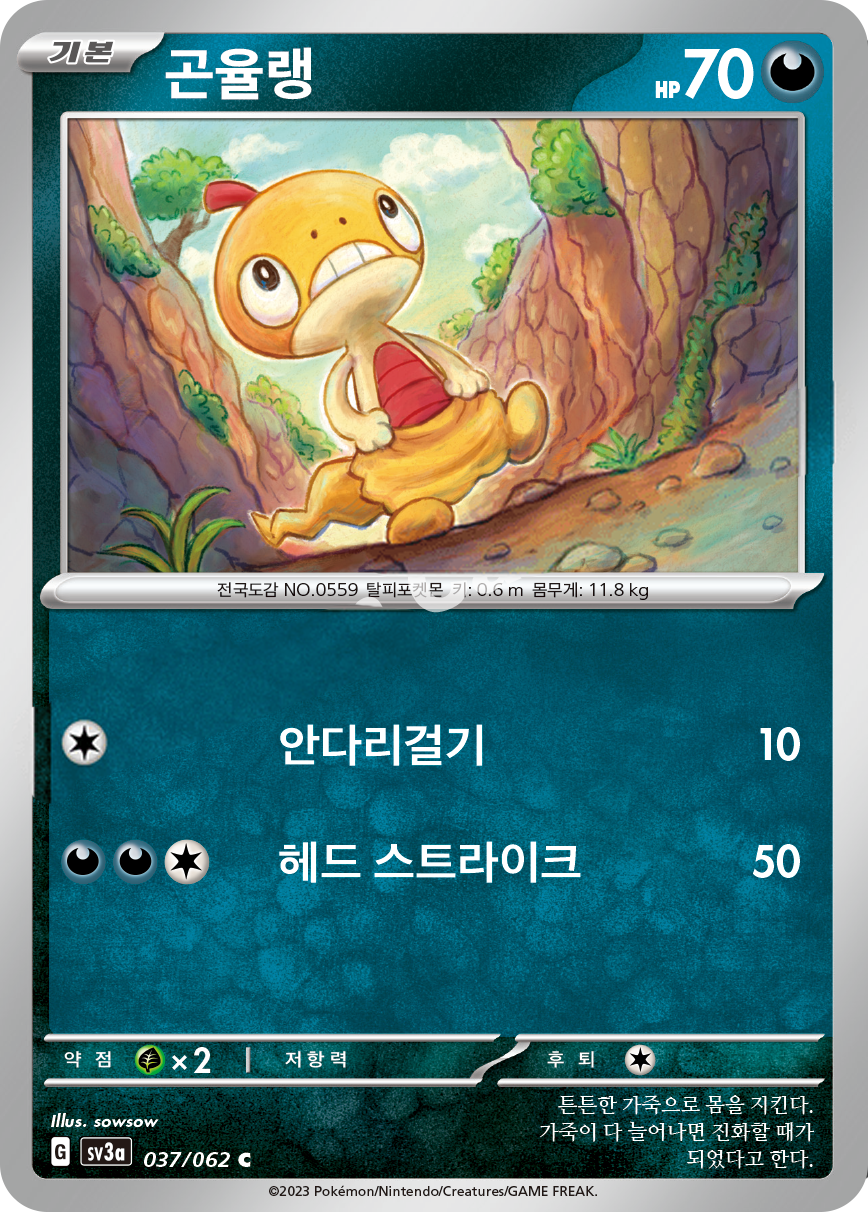 기본
곤율랭
HP 70
전국도감 NO.0559 탈피포켓몬 키: 0.6 m 몸무게: 11.8 kg
안다리걸기 10
헤드 스트라이크 50
약점 ×2 저항력 후퇴
Illus. sowsow
튼튼한 가죽으로 몸을 지킨다.
가죽이 다 늘어나면 진화할 때가
되었다고 한다.
G sv3a 037/062 C
©2023 Pokémon/Nintendo/Creatures/GAME FREAK.